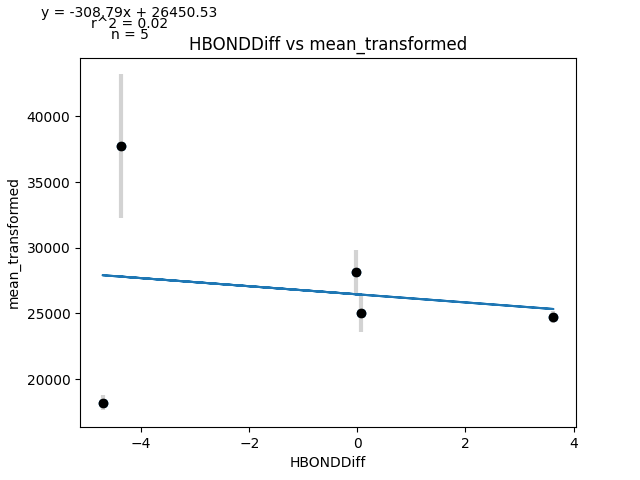 y = -308.79x + 26450.53
r^2 = 0.02
n = 5
HBONDDiff vs mean_transformed
40000
35000
30000
25000
20000
mean_transformed
−4
−2
0
2
4
HBONDDiff